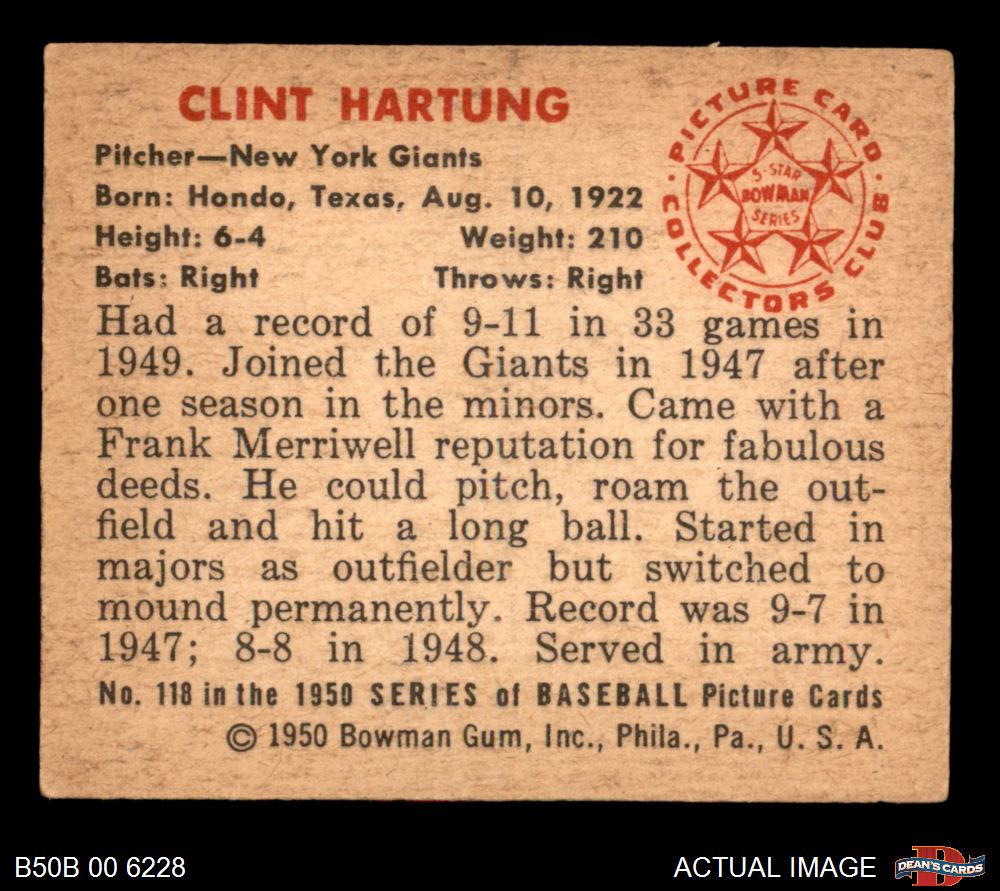 CLINT HARTUNG
Pitcher—New York Giants
Born: Hondo, Texas, Aug. 10, 1922
Height: 6-4 Weight: 210
Bats: Right Throws: Right
PICTURE CARD
COLLECTORS CLUB
5-STAR
BOWMAN
SERIES
Had a record of 9-11 in 33 games in
1949. Joined the Giants in 1947 after
one season in the minors. Came with a
Frank Merriwell reputation for fabulous
deeds. He could pitch, roam the out-
field and hit a long ball. Started in
majors as outfielder but switched to
mound permanently. Record was 9-7 in
1947; 8-8 in 1948. Served in army.
No. 118 in the 1950 SERIES of BASEBALL Picture Cards
© 1950 Bowman Gum, Inc., Phila., Pa., U. S. A.
B50B 00 6228
ACTUAL IMAGE
DEAN'S CARDS